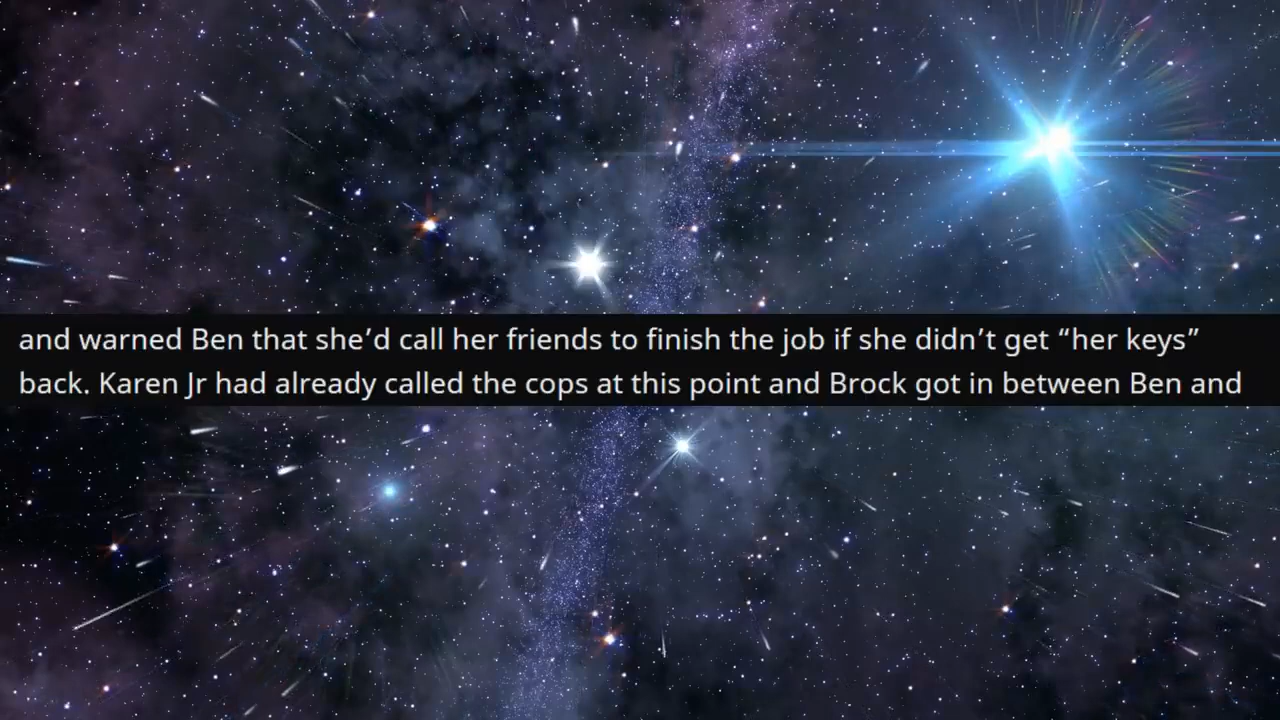 and warned Ben that she’d call her friends to finish the job if she didn’t get “her keys”
back. Karen Jr had already called the cops at this point and Brock got in between Ben and